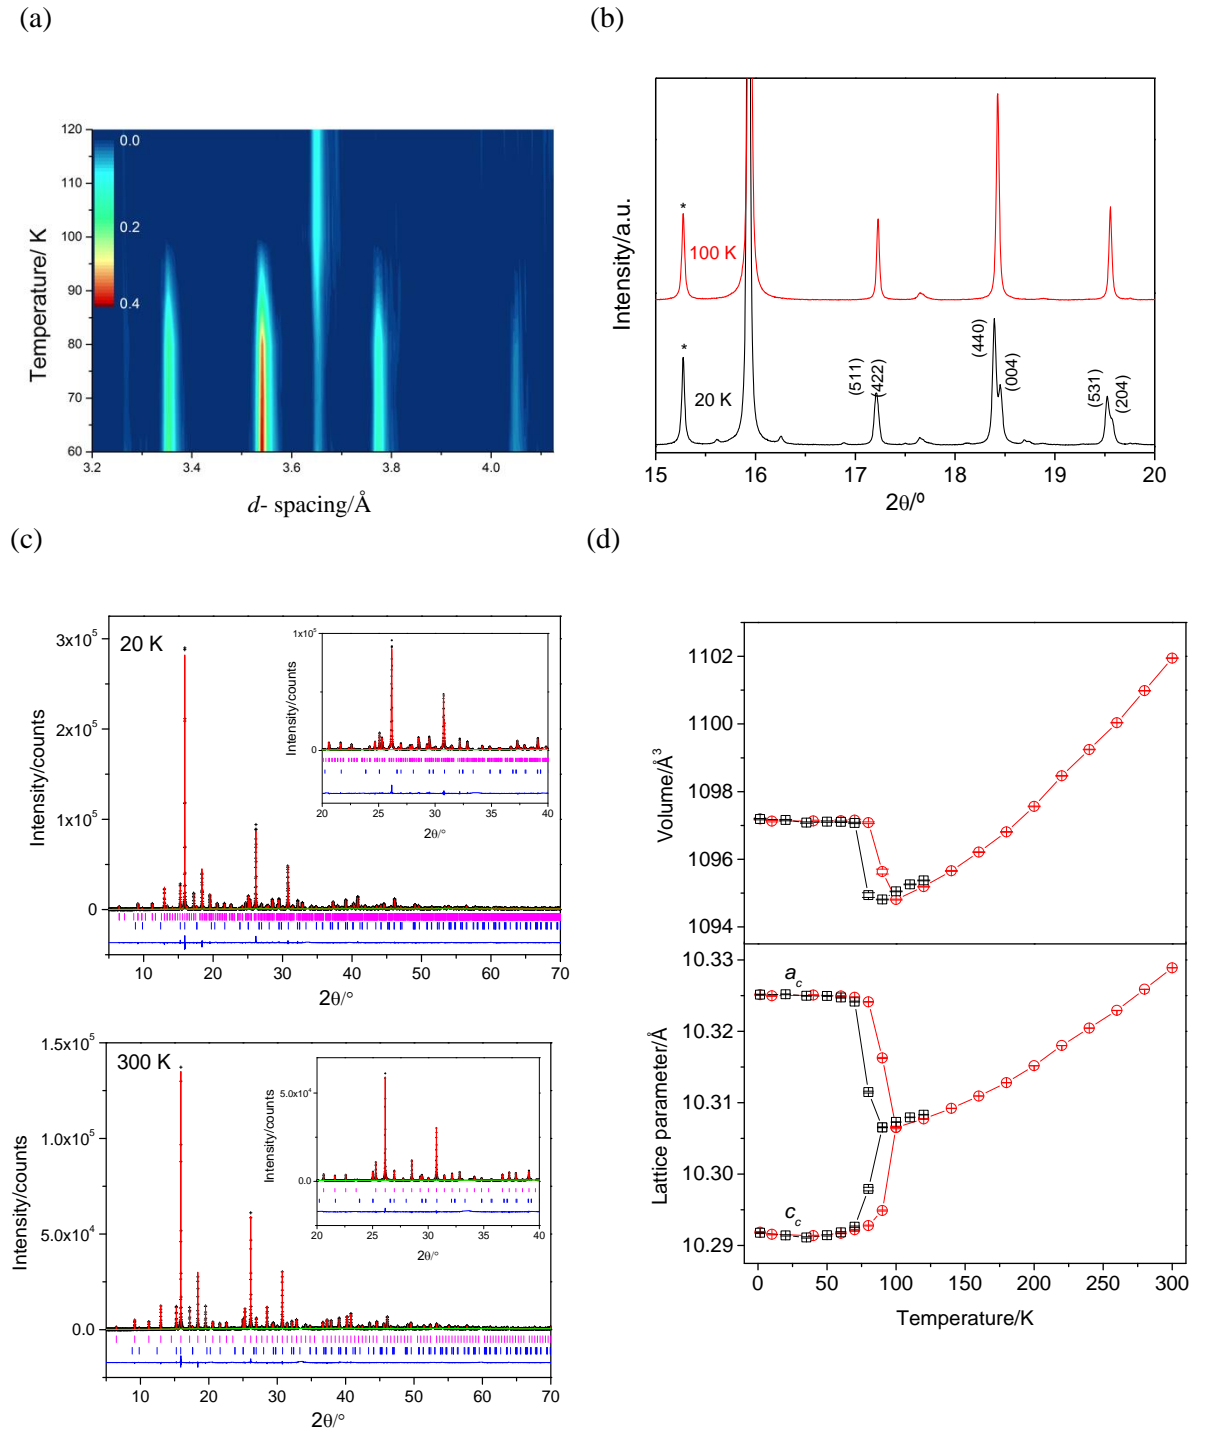 (a)
120
110
100
90
80
70
60
3.2
3.4
3.6
3.8
4.0
0.0
0.2
0.4
Temperature/ K
d- spacing/Å
(b)
Intensity/a.u.
*
100 K
*
20 K
(511)
(422)
(440)
(004)
(531)
(204)
15
16
17
18
19
20
2θ/º
(c)
20 K
3x10⁵
2x10⁵
1x10⁵
0
Intensity/counts
10
20
30
40
50
60
70
2θ/°
1x10⁵
0
Intensity/counts
20
25
30
35
40
2θ/°
300 K
1.5x10⁵
1.0x10⁵
5.0x10⁴
0.0
Intensity/counts
10
20
30
40
50
60
70
2θ/°
5.0x10⁴
0.0
Intensity/counts
20
25
30
35
40
2θ/°
(d)
1102
1100
1098
1096
1094
Volume/Å³
10.33
10.32
10.31
10.30
10.29
Lattice parameter/Å
a_c
c_c
0
50
100
150
200
250
300
Temperature/K